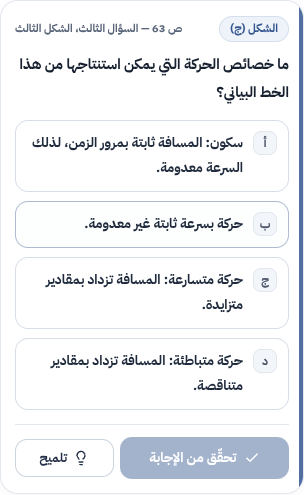 الشكل (ج)
ص 63 — السؤال الثالث، الشكل الثالث
ما خصائص الحركة التي يمكن استنتاجها من هذا
الخط البياني؟
أ
سكون: المسافة ثابتة بمرور الزمن، لذلك
السرعة معدومة.
ب
حركة بسرعة ثابتة غير معدومة.
ج
حركة متسارعة: المسافة تزداد بمقادير
متزايدة.
د
حركة متباطئة: المسافة تزداد بمقادير
متناقصة.
تحقّق من الإجابة
تلميح